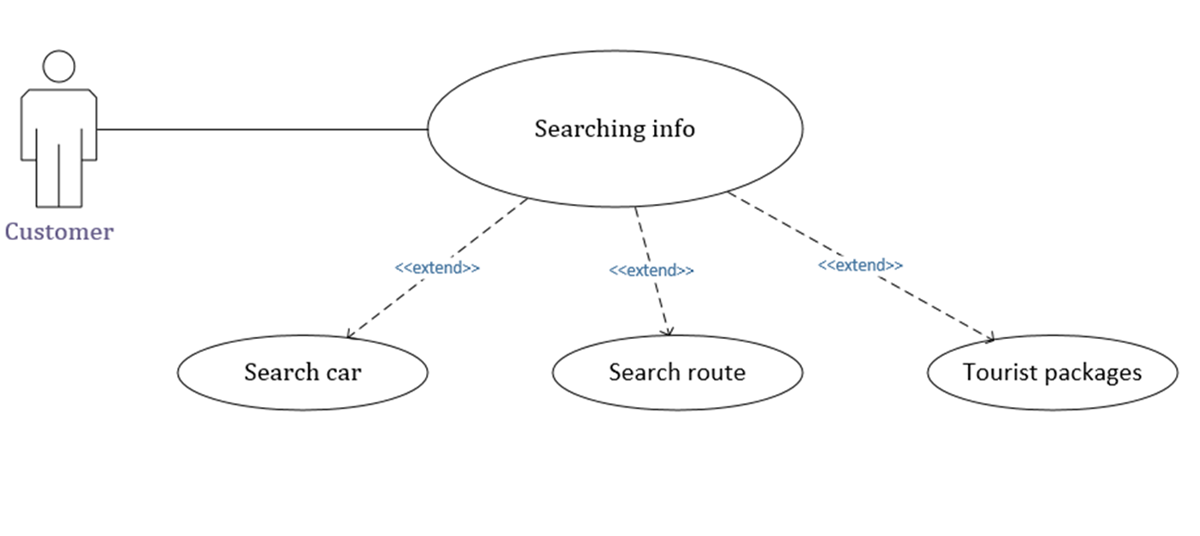 Searching info
Customer
<<extend>>
<<extend>>
<<extend>>
Search car
Search route
Tourist packages